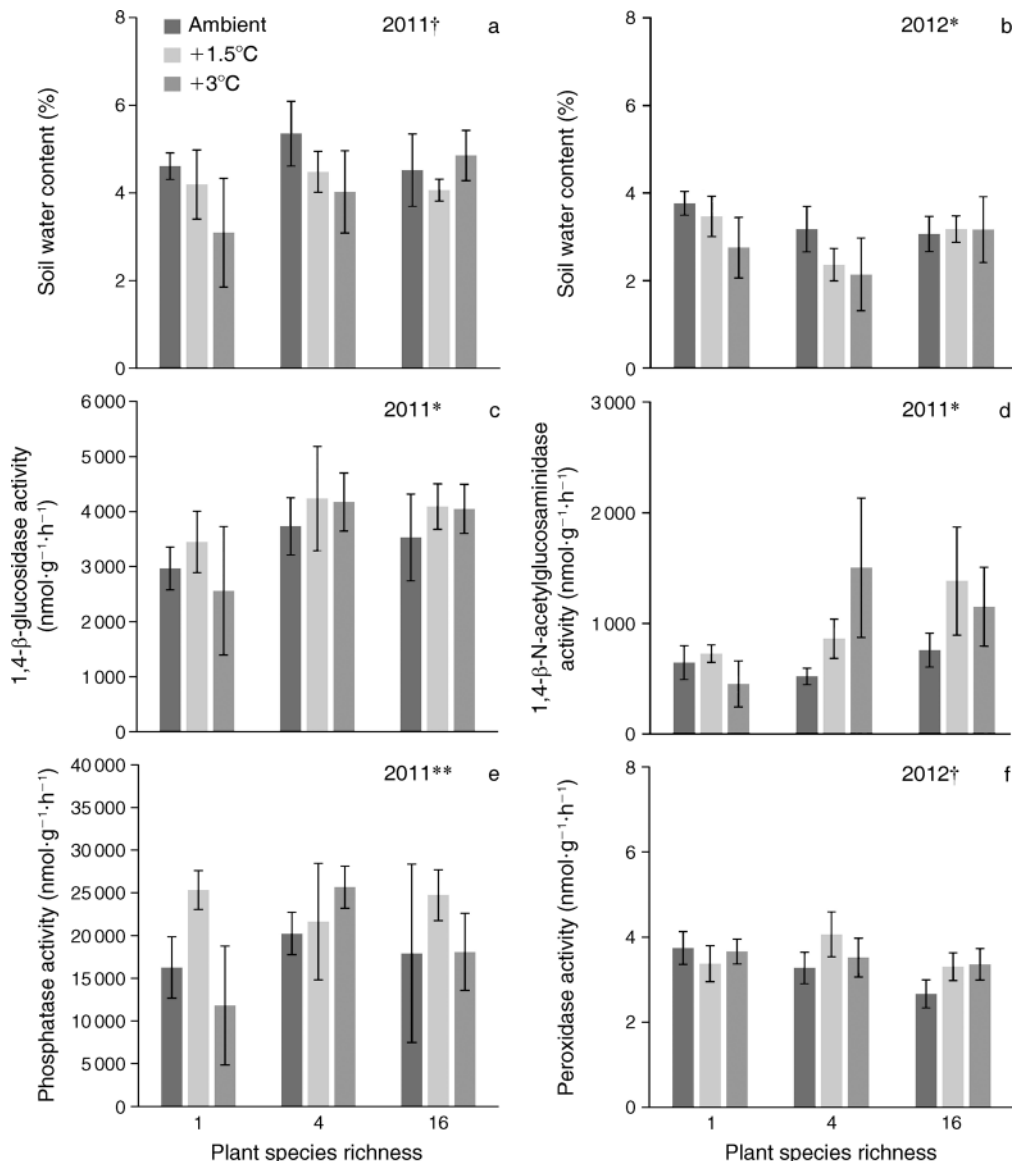 Ambient
+1.5°C
+3°C
2011† a
Soil water content (%)
8
6
4
2
0
2012* b
Soil water content (%)
8
6
4
2
0
2011* c
1,4-β-glucosidase activity
(nmol·g⁻¹·h⁻¹)
6 000
5 000
4 000
3 000
2 000
1 000
0
2011* d
1,4-β-N-acetylglucosaminidase
activity (nmol·g⁻¹·h⁻¹)
3 000
2 000
1 000
0
2011** e
Phosphatase activity (nmol·g⁻¹·h⁻¹)
40 000
35 000
30 000
25 000
20 000
15 000
10 000
5 000
0
1 4 16
Plant species richness
2012† f
Peroxidase activity (nmol·g⁻¹·h⁻¹)
8
6
4
2
0
1 4 16
Plant species richness